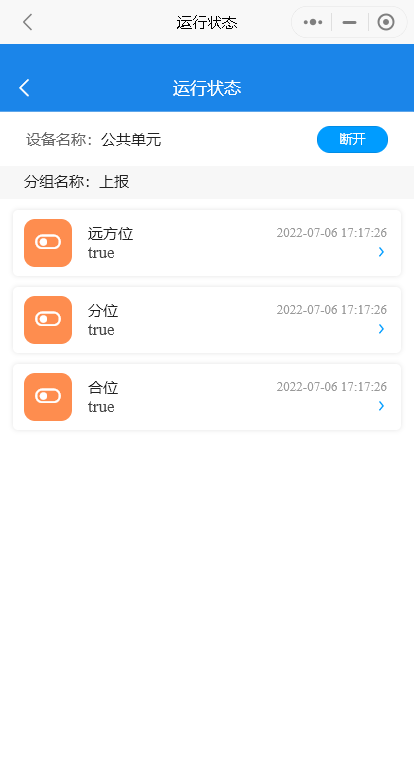 运行状态
运行状态
设备名称：公共单元 断开
分组名称：上报
远方位 2022-07-06 17:17:26
true
分位 2022-07-06 17:17:26
true
合位 2022-07-06 17:17:26
true